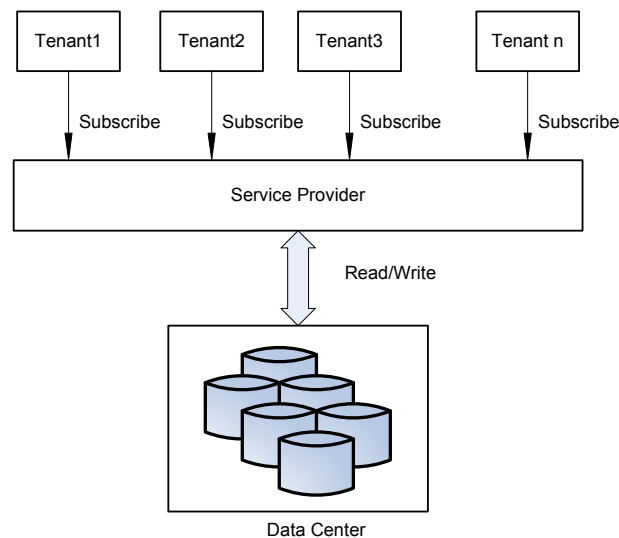 Tenant1 Tenant2 Tenant3 Tenant n
Subscribe Subscribe Subscribe Subscribe
Service Provider
Read/Write
Data Center